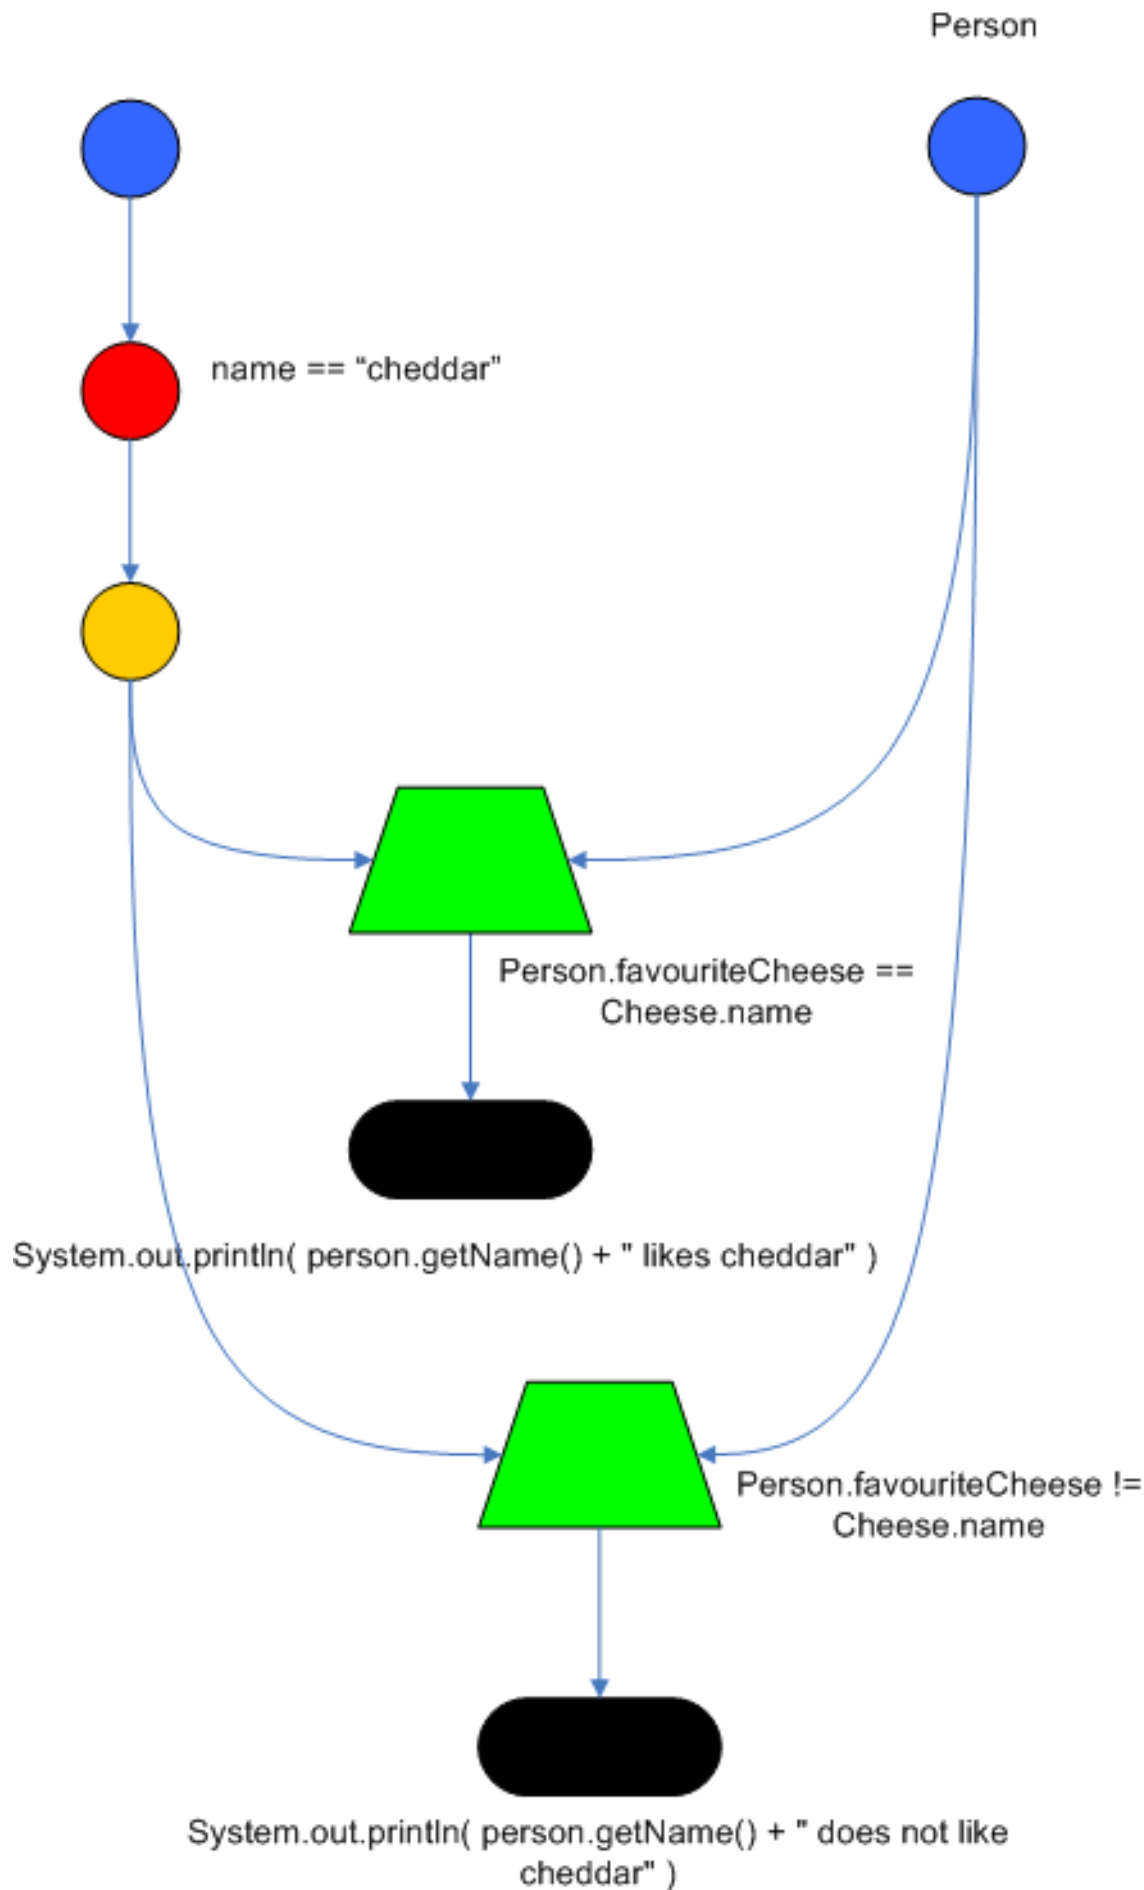 Person
name == “cheddar”
Person.favouriteCheese ==
Cheese.name
System.out.println( person.getName() + " likes cheddar" )
Person.favouriteCheese !=
Cheese.name
System.out.println( person.getName() + " does not like
cheddar" )